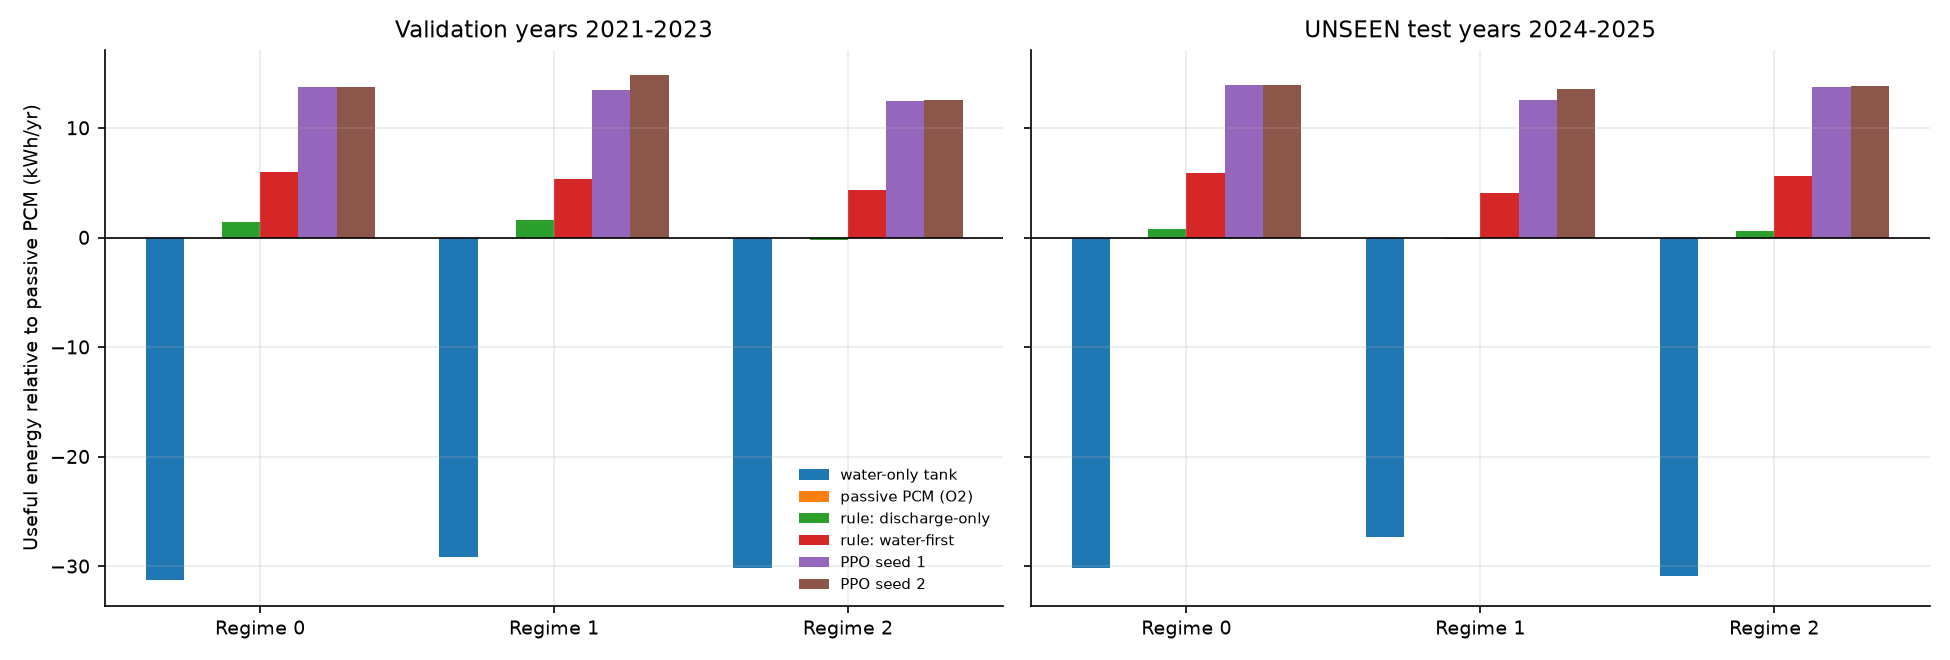 Validation years 2021-2023
UNSEEN test years 2024-2025
Useful energy relative to passive PCM (kWh/yr)
10
0
−10
−20
−30
water-only tank
passive PCM (O2)
rule: discharge-only
rule: water-first
PPO seed 1
PPO seed 2
Regime 0
Regime 1
Regime 2
Regime 0
Regime 1
Regime 2